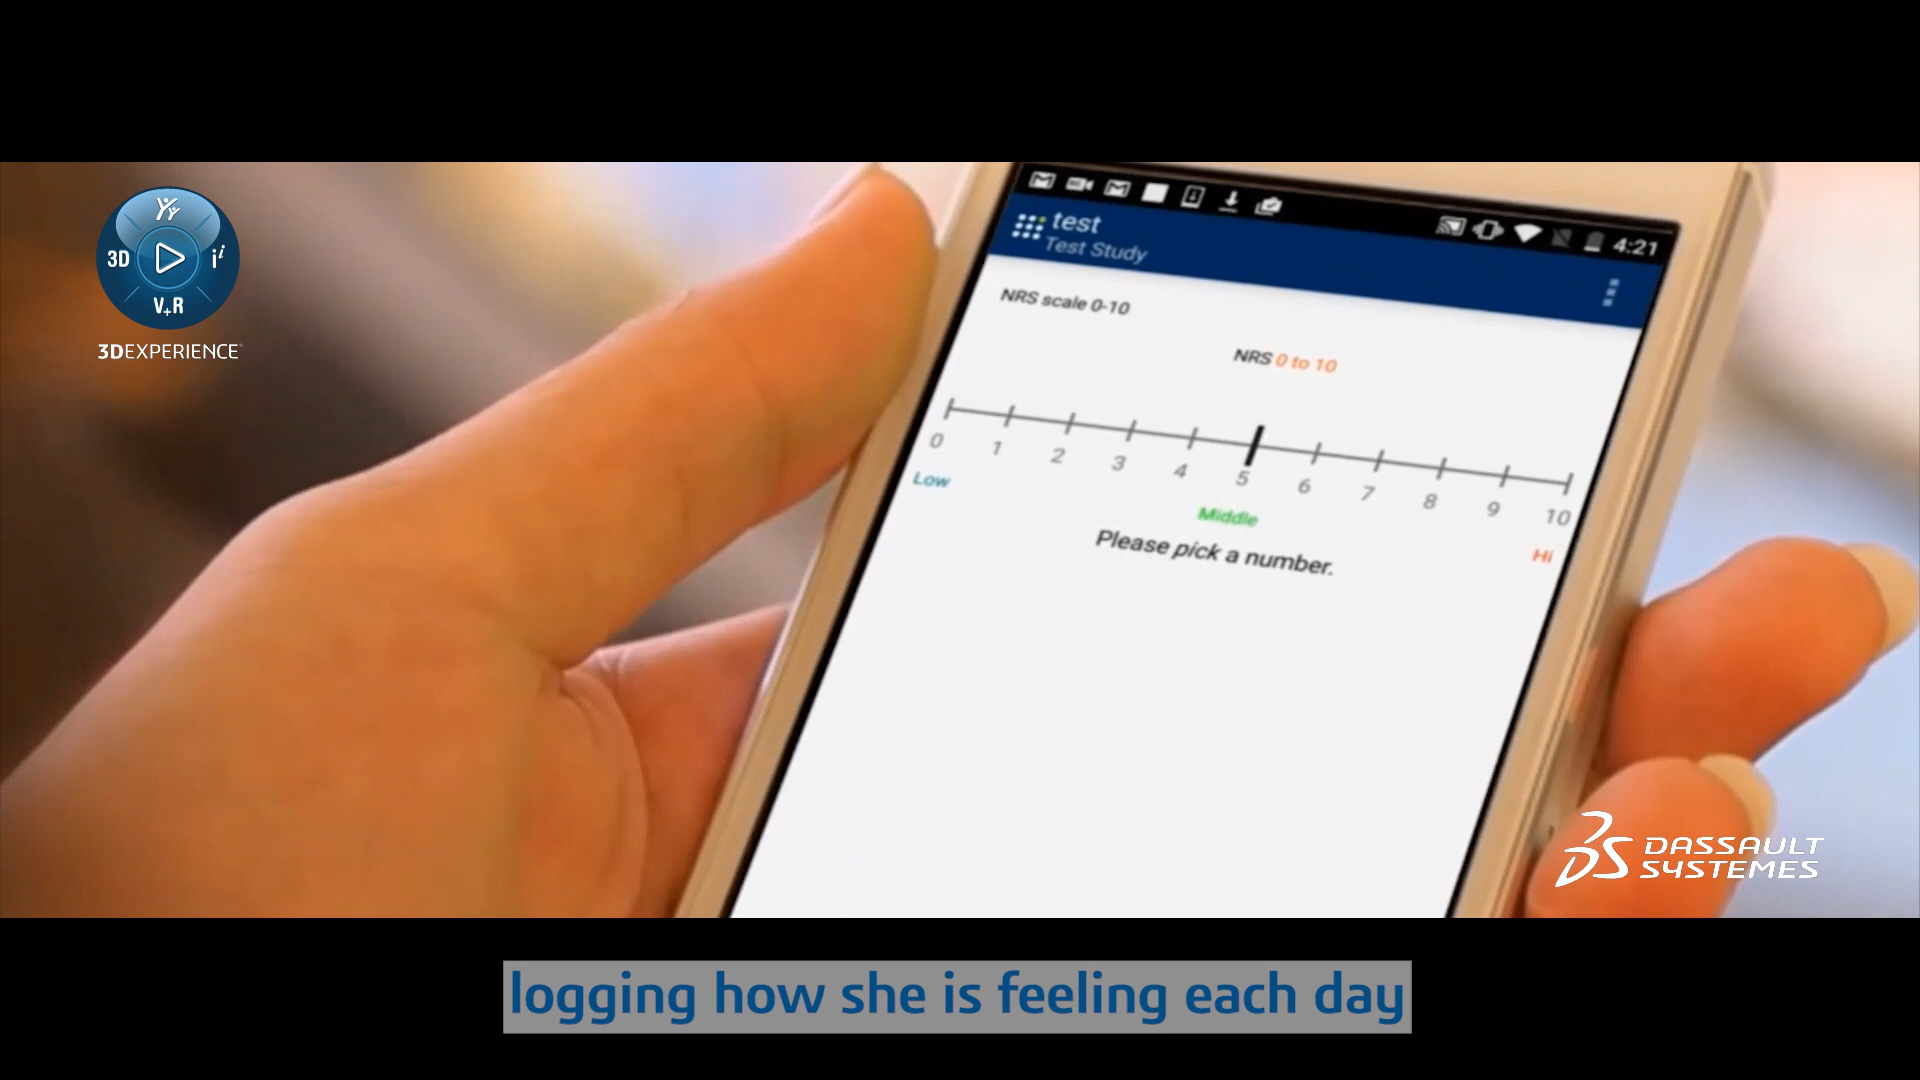 3D
V+R
3DEXPERIENCE
4:21
test
Test Study
NRS scale 0-10
NRS 0 to 10
0 1 2 3 4 5 6 7 8 9 10
Low
Middle
Hi
Please pick a number.
DASSAULT
SYSTEMES
logging how she is feeling each day